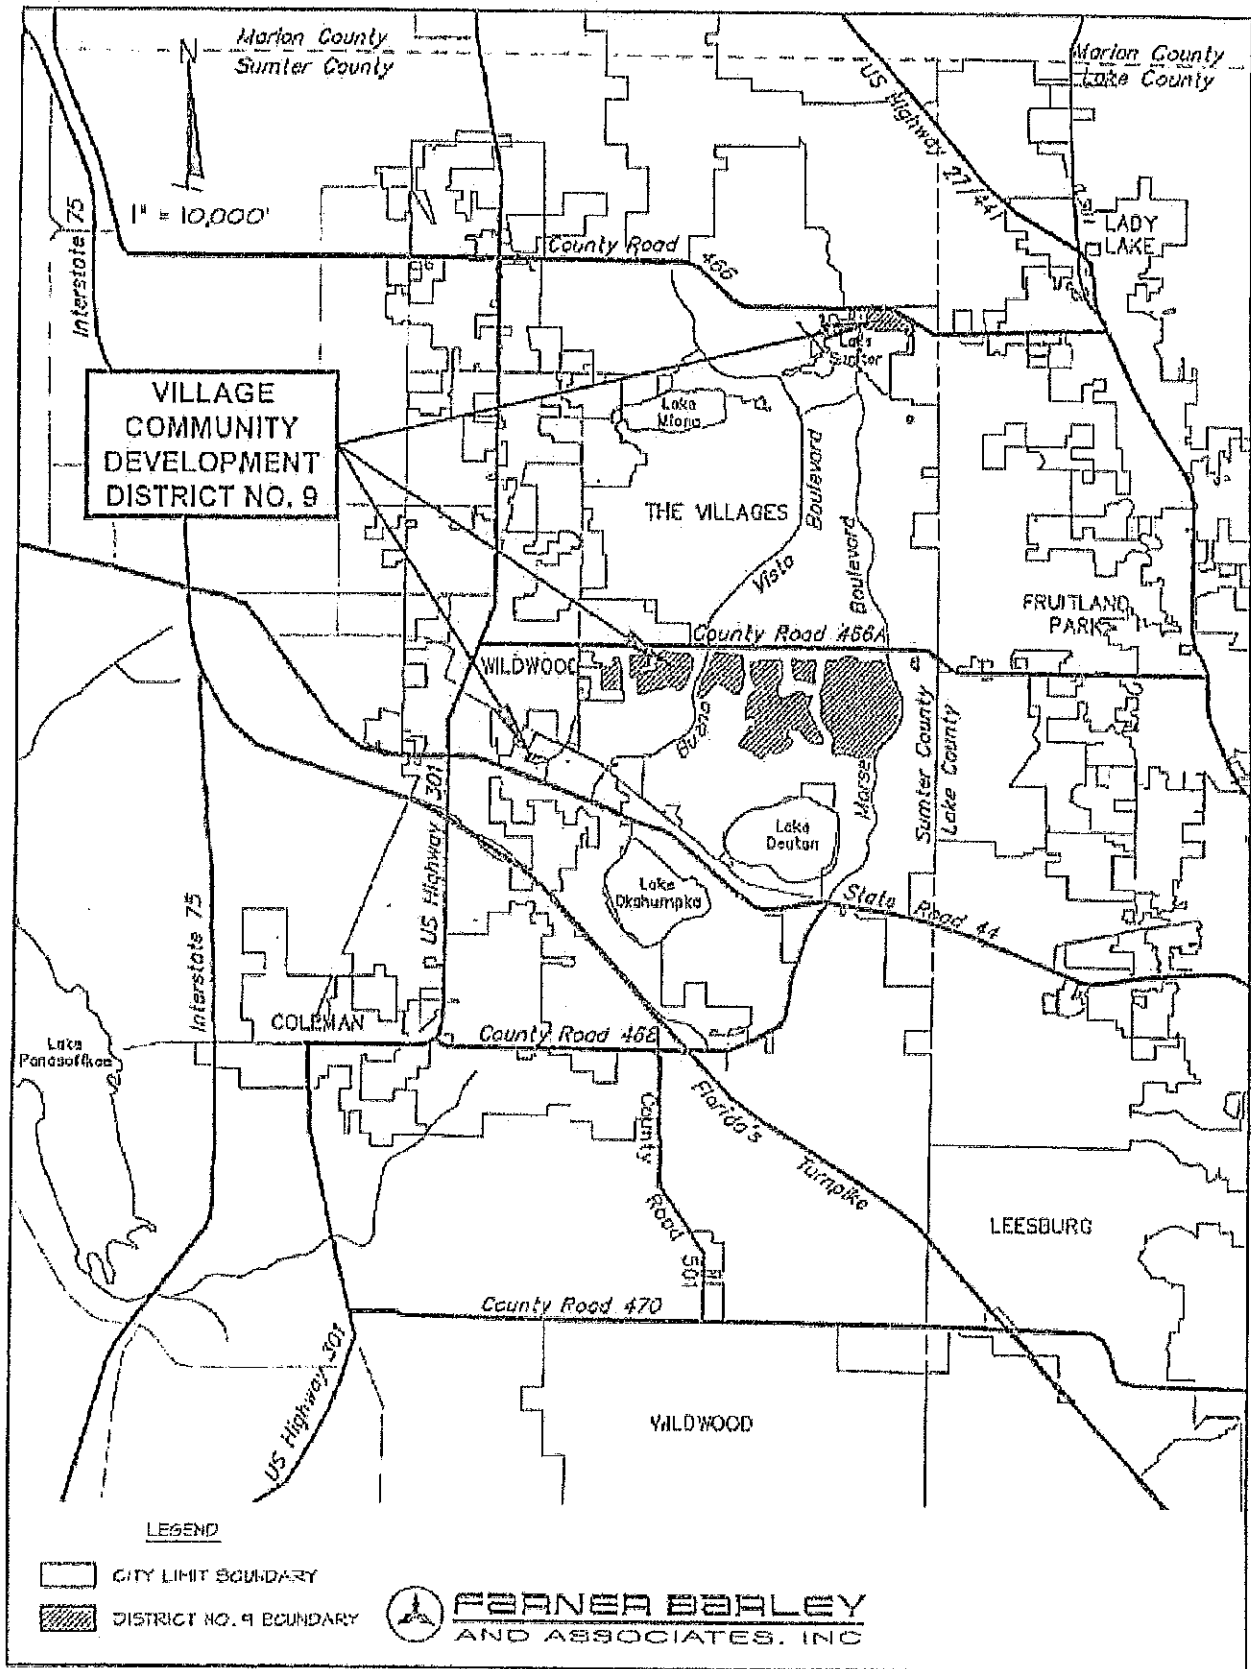 Marion County
Sumter County
Marion County
Lake County
N
1" = 10,000'
Interstate 75
US Highway 27/441
LADY
LAKE
County Road 466
Lake
Sumter
VILLAGE
COMMUNITY
DEVELOPMENT
DISTRICT NO. 9
Lake
Miona
THE VILLAGES
Boulevard
Vista
Boulevard
FRUITLAND
PARK
County Road 466A
WILDWOOD
Buena
Morse
Sumter County
Lake County
US Highway 301
Lake
Deaton
Lake
Okahumpka
State Road 44
Interstate 75
COLEMAN
County Road 468
Lake
Panasoffkee
Florida's
Turnpike
County
Road 501
LEESBURG
County Road 470
US Highway 301
WILDWOOD
LEGEND
CITY LIMIT BOUNDARY
DISTRICT NO. 9 BOUNDARY
FARNER BARLEY
AND ASSOCIATES, INC